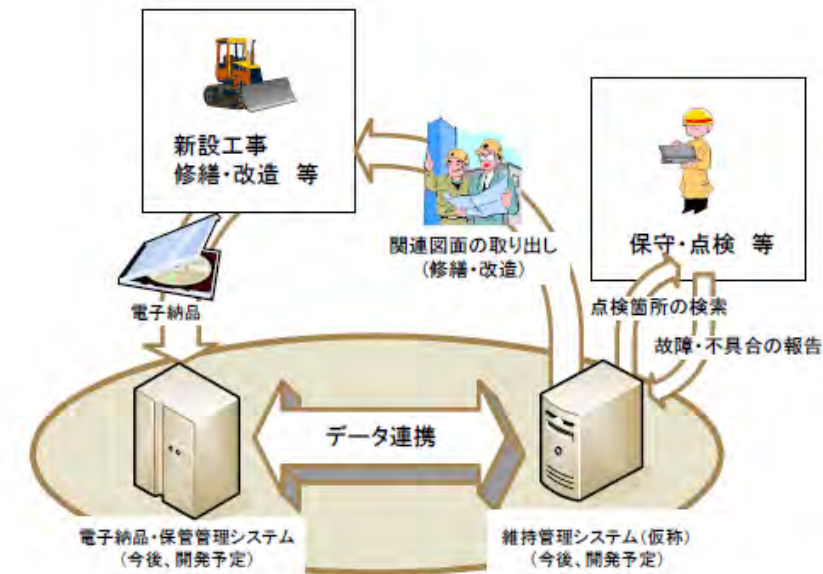 新設工事
修繕・改造 等
関連図面の取り出し
(修繕・改造)
保守・点検 等
電子納品
点検箇所の検索
故障・不具合の報告
データ連携
電子納品・保管管理システム
(今後、開発予定)
維持管理システム(仮称)
(今後、開発予定)